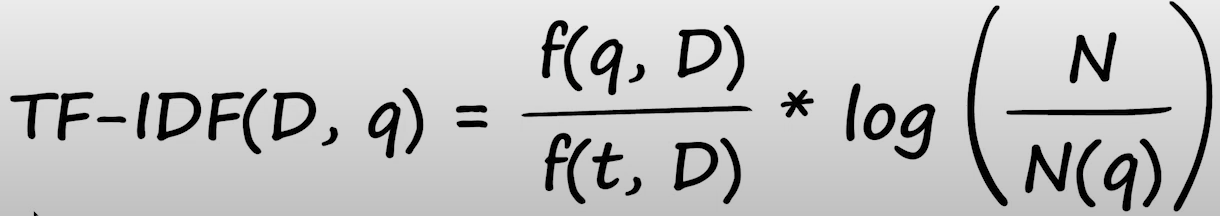 TF-IDF(D, q) = f(q, D) / f(t, D) * log ( N / N(q) )